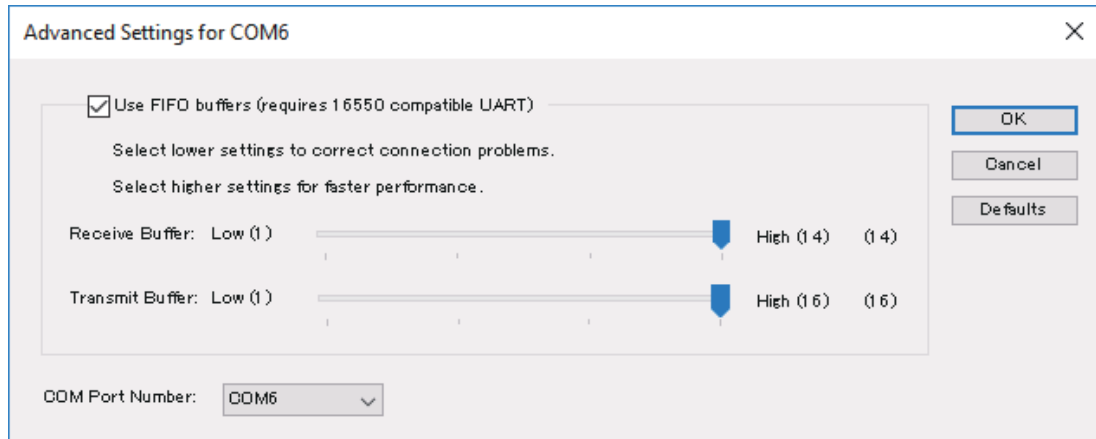 Advanced Settings for COM6
Use FIFO buffers (requires 16550 compatible UART)
Select lower settings to correct connection problems.
Select higher settings for faster performance.
Receive Buffer: Low (1) High (14) (14)
Transmit Buffer: Low (1) High (16) (16)
COM Port Number: COM6
OK
Cancel
Defaults